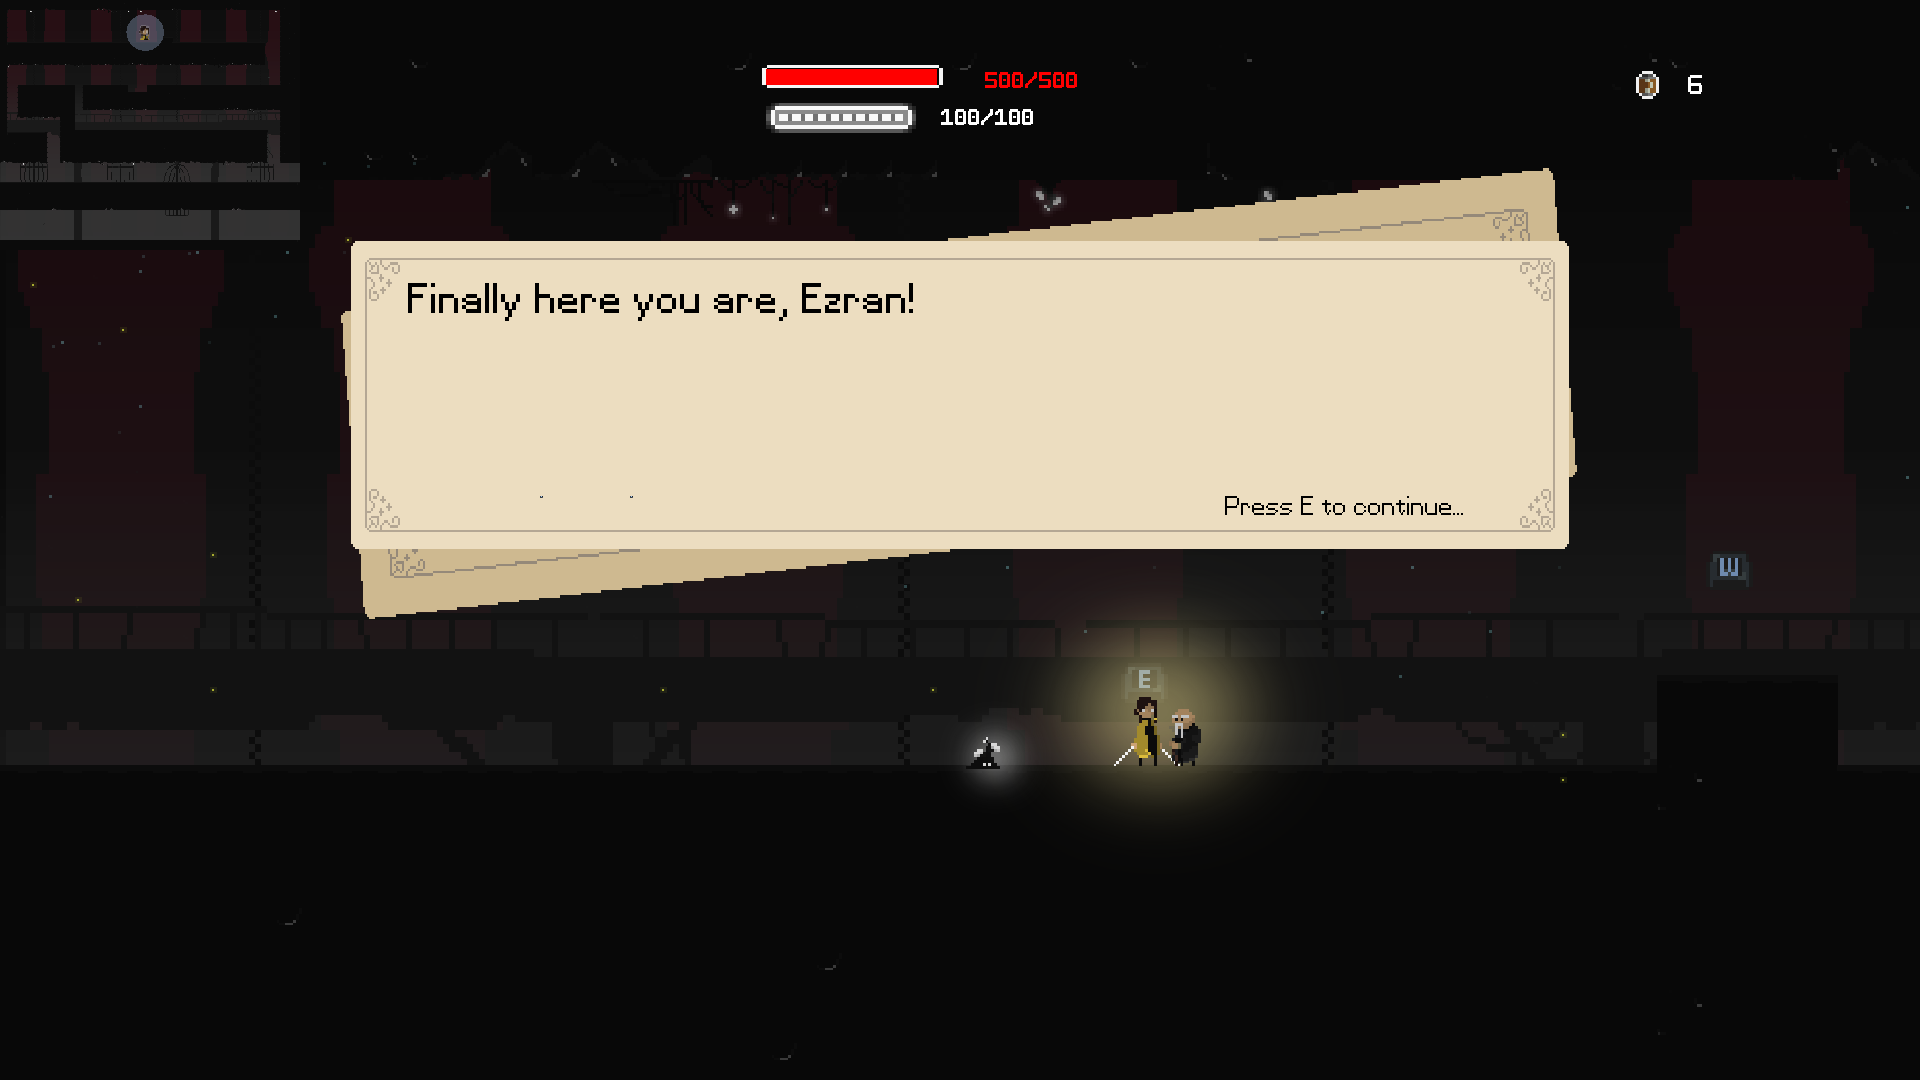 500/500
100/100
6
Finally here you are, Ezran!
Press E to continue...
W
E